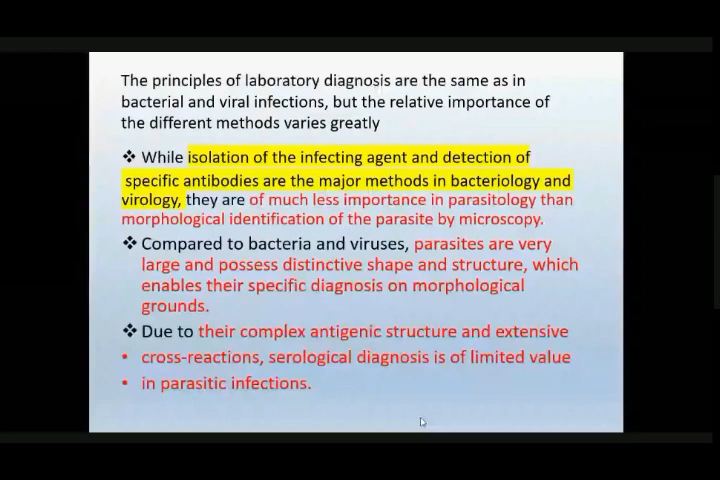 The principles of laboratory diagnosis are the same as in
bacterial and viral infections, but the relative importance of
the different methods varies greatly
❖ While isolation of the infecting agent and detection of
specific antibodies are the major methods in bacteriology and
virology, they are of much less importance in parasitology than
morphological identification of the parasite by microscopy.
❖ Compared to bacteria and viruses, parasites are very
large and possess distinctive shape and structure, which
enables their specific diagnosis on morphological
grounds.
❖ Due to their complex antigenic structure and extensive
• cross-reactions, serological diagnosis is of limited value
• in parasitic infections.